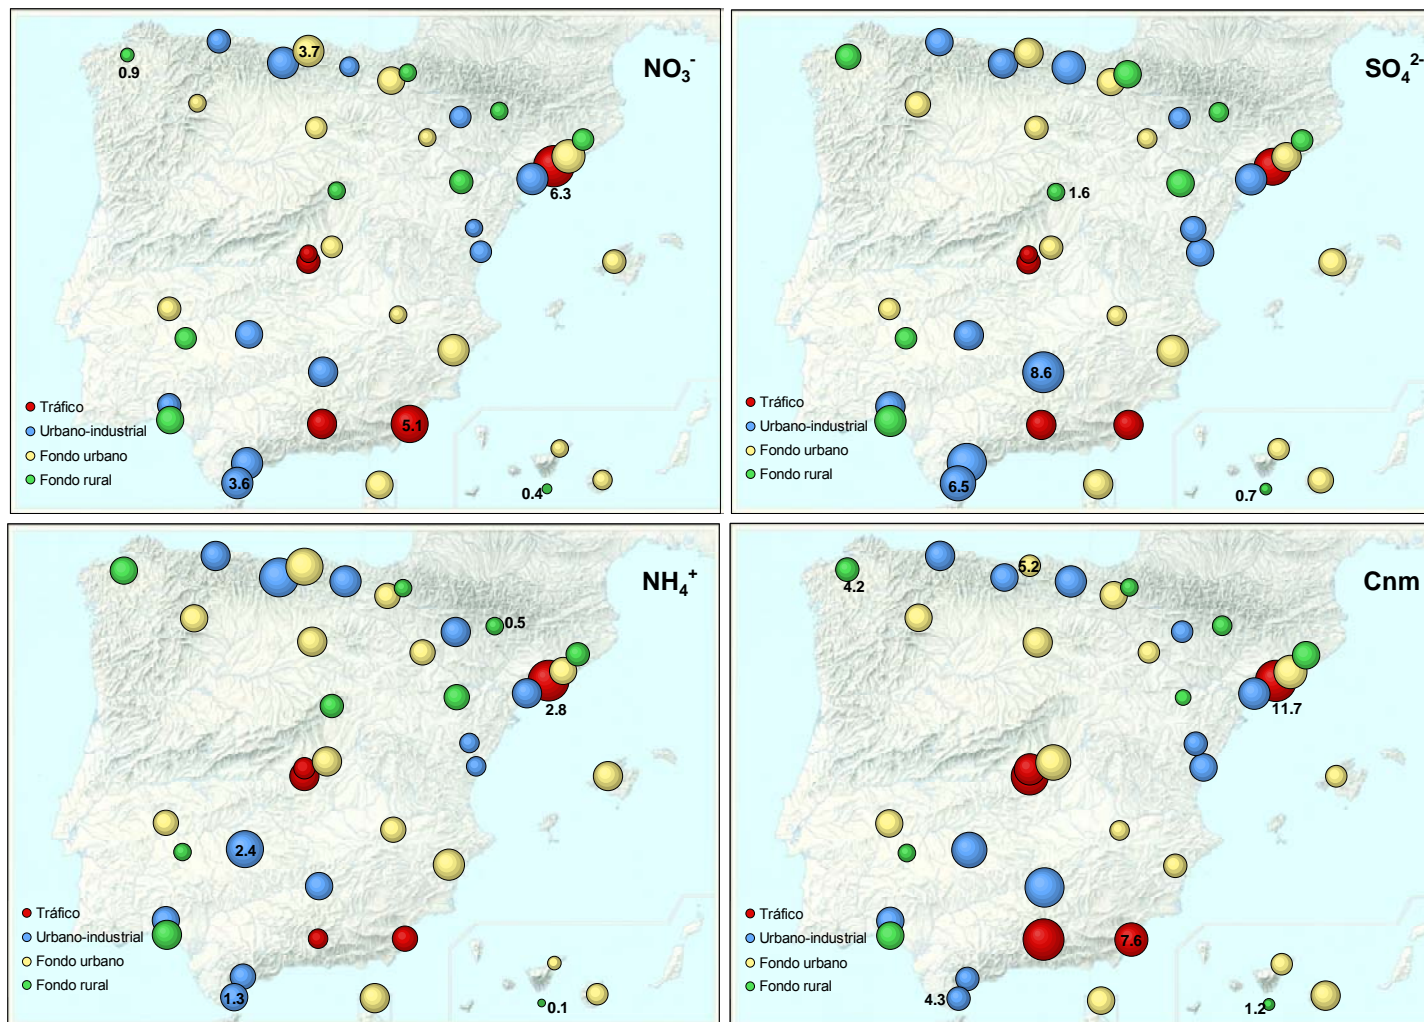 NO₃⁻
3.7
0.9
6.3
5.1
3.6
0.4
Tráfico
Urbano-industrial
Fondo urbano
Fondo rural
SO₄²⁻
1.6
8.6
6.5
0.7
Tráfico
Urbano-industrial
Fondo urbano
Fondo rural
NH₄⁺
0.5
2.8
2.4
1.3
0.1
Tráfico
Urbano-industrial
Fondo urbano
Fondo rural
Cnm
5.2
4.2
11.7
7.6
4.3
1.2
Tráfico
Urbano-industrial
Fondo urbano
Fondo rural